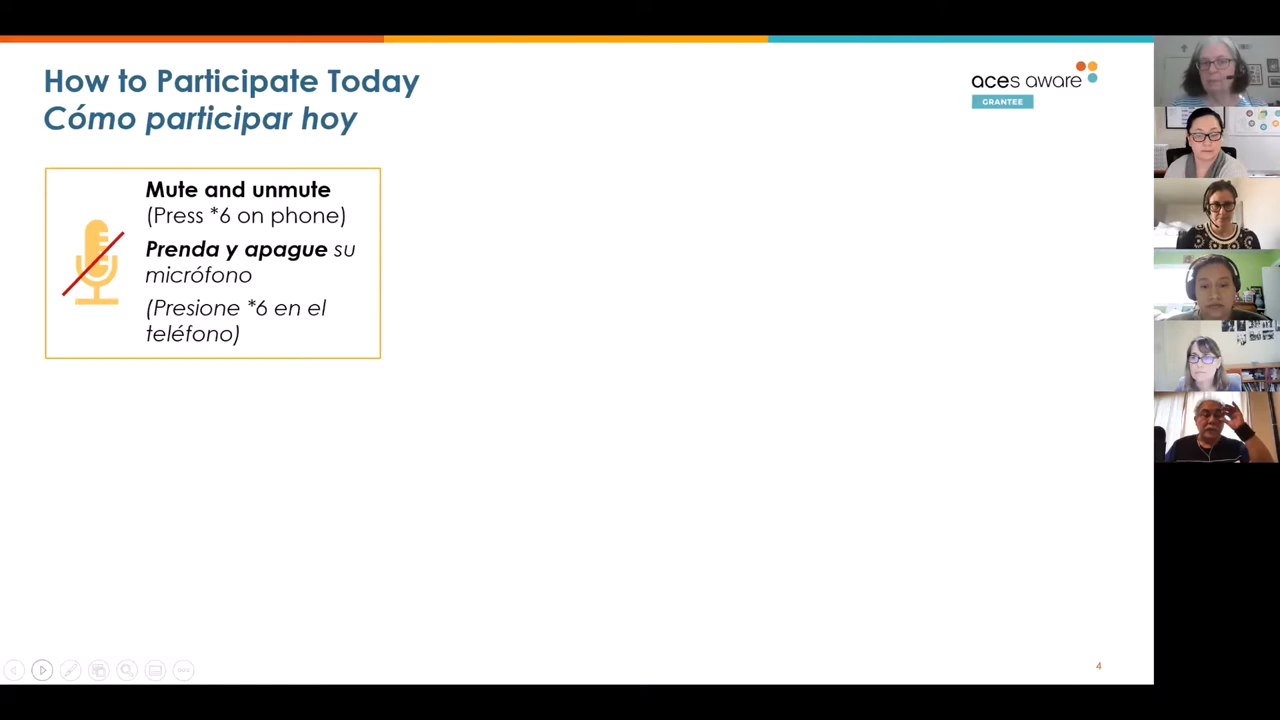 How to Participate Today
Cómo participar hoy
aces aware
GRANTEE
Mute and unmute
(Press *6 on phone)
Prenda y apague su
micrófono
(Presione *6 en el
teléfono)
4